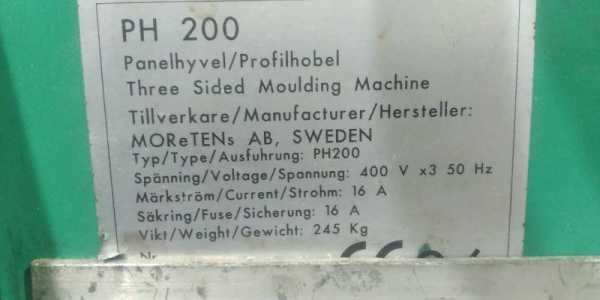 PH 200
Panelhyvel/Profilhobel
Three Sided Moulding Machine
Tillverkare/Manufacturer/Hersteller:
MOReTENs AB, SWEDEN
Typ/Type/Ausfuhrung: PH200
Spänning/Voltage/Spannung: 400 V x3 50 Hz
Märkström/Current/Strohm: 16 A
Säkring/Fuse/Sicherung: 16 A
Vikt/Weight/Gewicht: 245 Kg